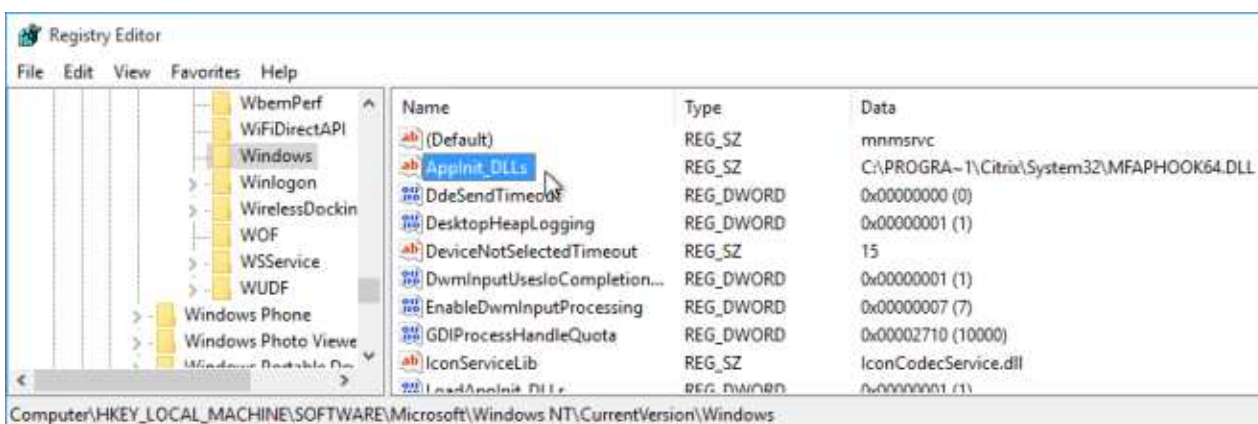 Registry Editor
File Edit View Favorites Help
WbemPerf
WiFiDirectAPI
Windows
Winlogon
WirelessDockin
WOF
WSService
WUDF
Windows Phone
Windows Photo Viewe
Windows Portable De
Name Type Data
(Default) REG_SZ mnmsrvc
AppInit_DLLs REG_SZ C:\PROGRA~1\Citrix\System32\MFAPHOOK64.DLL
DdeSendTimeout REG_DWORD 0x00000000 (0)
DesktopHeapLogging REG_DWORD 0x00000001 (1)
DeviceNotSelectedTimeout REG_SZ 15
DwmInputUsesIoCompletion... REG_DWORD 0x00000001 (1)
EnableDwmInputProcessing REG_DWORD 0x00000007 (7)
GDIProcessHandleQuota REG_DWORD 0x00002710 (10000)
IconServiceLib REG_SZ IconCodecService.dll
LoadAppInit_DLLs REG_DWORD 0x00000001 (1)
Computer\HKEY_LOCAL_MACHINE\SOFTWARE\Microsoft\Windows NT\CurrentVersion\Windows